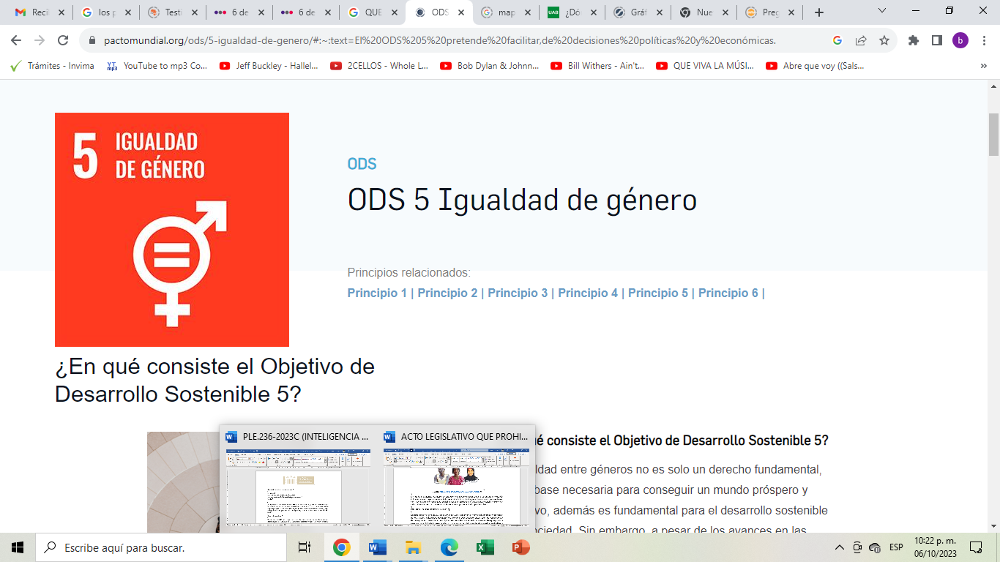 Reci
los p
Testi
6 de
6 de
QUE
ODS
map
UAB
¿Dó
Gráf
Nue
Preg
pactomundial.org/ods/5-igualdad-de-genero/#:~:text=El%20ODS%205%20pretende%20facilitar,de%20decisiones%20políticas%20y%20económicas.
b
Trámites - Invima
YT mp3
YouTube to mp3 Co...
Jeff Buckley - Hallel...
2CELLOS - Whole L...
Bob Dylan & Johnn...
Bill Withers - Ain't...
QUE VIVA LA MÚSI...
Abre que voy ((Sals...
5 IGUALDAD
DE GÉNERO
ODS
ODS 5 Igualdad de género
Principios relacionados:
Principio 1 | Principio 2 | Principio 3 | Principio 4 | Principio 5 | Principio 6 |
¿En qué consiste el Objetivo de
Desarrollo Sostenible 5?
PLE.236-2023C (INTELIGENCIA ...
ACTO LEGISLATIVO QUE PROHI...
ué consiste el Objetivo de Desarrollo Sostenible 5?
ldad entre géneros no es solo un derecho fundamental,
base necesaria para conseguir un mundo próspero y
vo, además es fundamental para el desarrollo sostenible
ociedad. Sin embargo, a pesar de los avances en las
Escribe aquí para buscar.
ESP
10:22 p. m.
06/10/2023